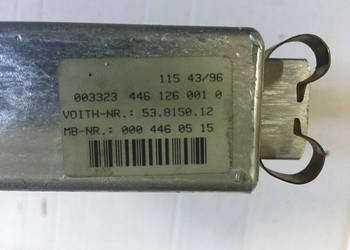 115 43/96
003323 446 126 001 0
VOITH-NR.: 53.8150.12
MB-NR.: 000 446 05 15